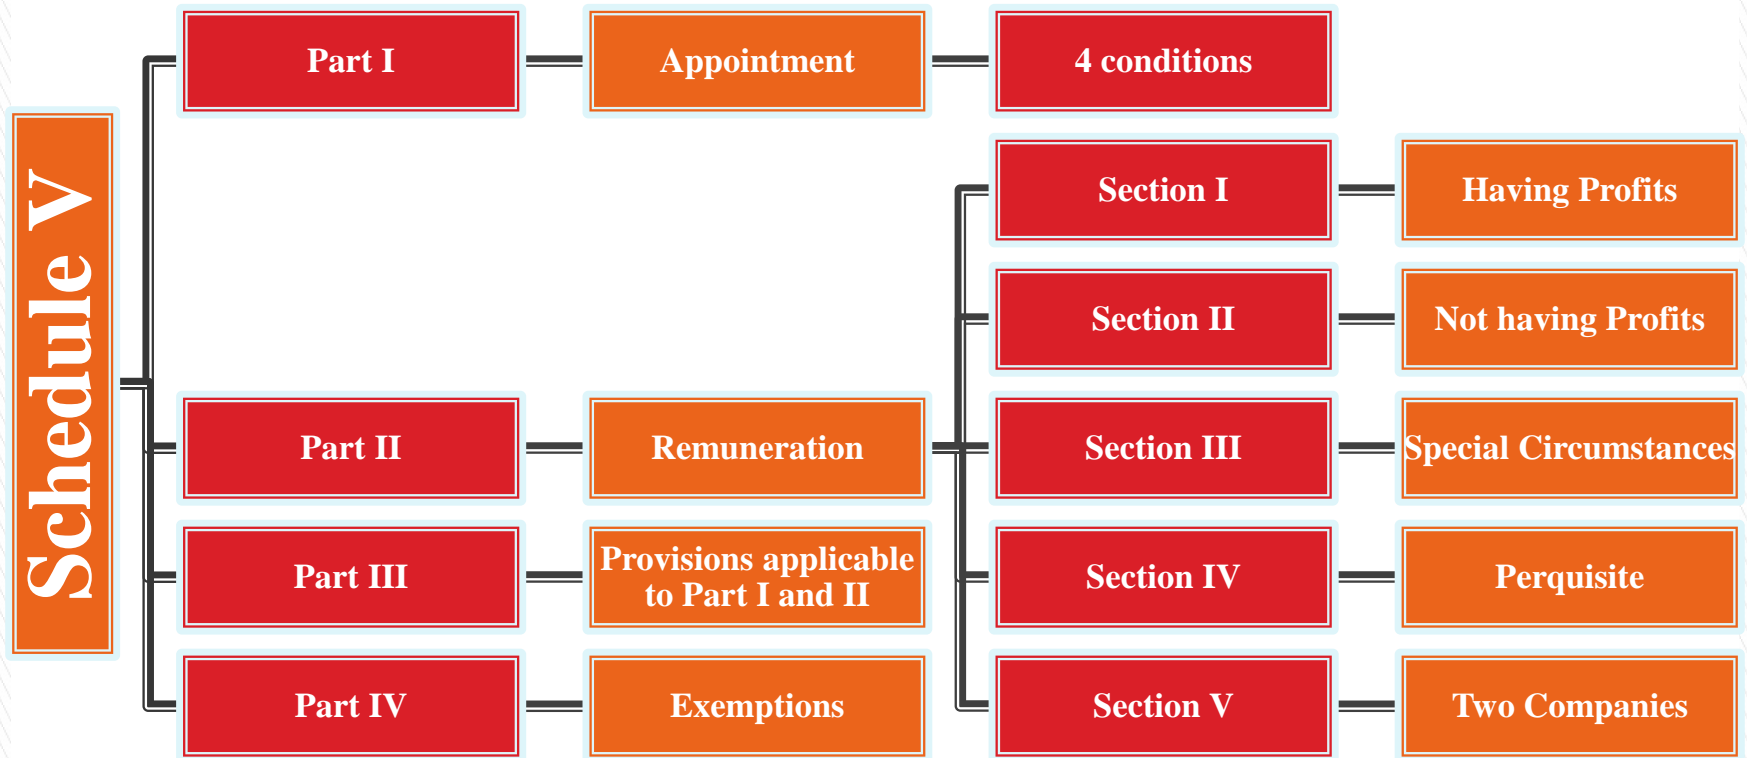 Schedule V
Part I
Appointment
4 conditions
Part II
Remuneration
Section I
Having Profits
Section II
Not having Profits
Section III
Special Circumstances
Section IV
Perquisite
Section V
Two Companies
Part III
Provisions applicable
to Part I and II
Part IV
Exemptions